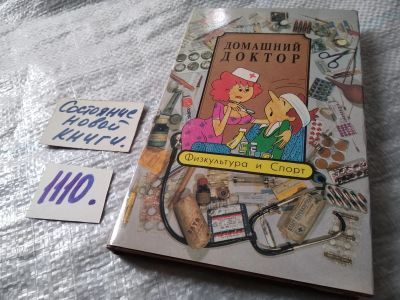 ДОМАШНИЙ
ДОКТОР
Физкультура и Спорт
Состояние
новой
книги.
1110.